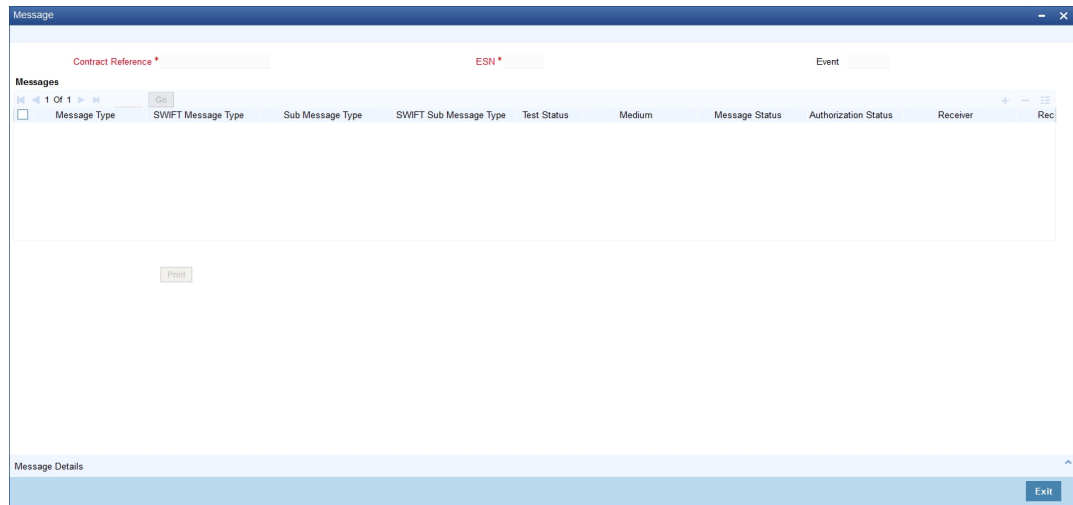 Message
Contract Reference * ESN * Event
Messages
1 Of 1 Go
Message Type SWIFT Message Type Sub Message Type SWIFT Sub Message Type Test Status Medium Message Status Authorization Status Receiver Rec
Print
Message Details
Exit